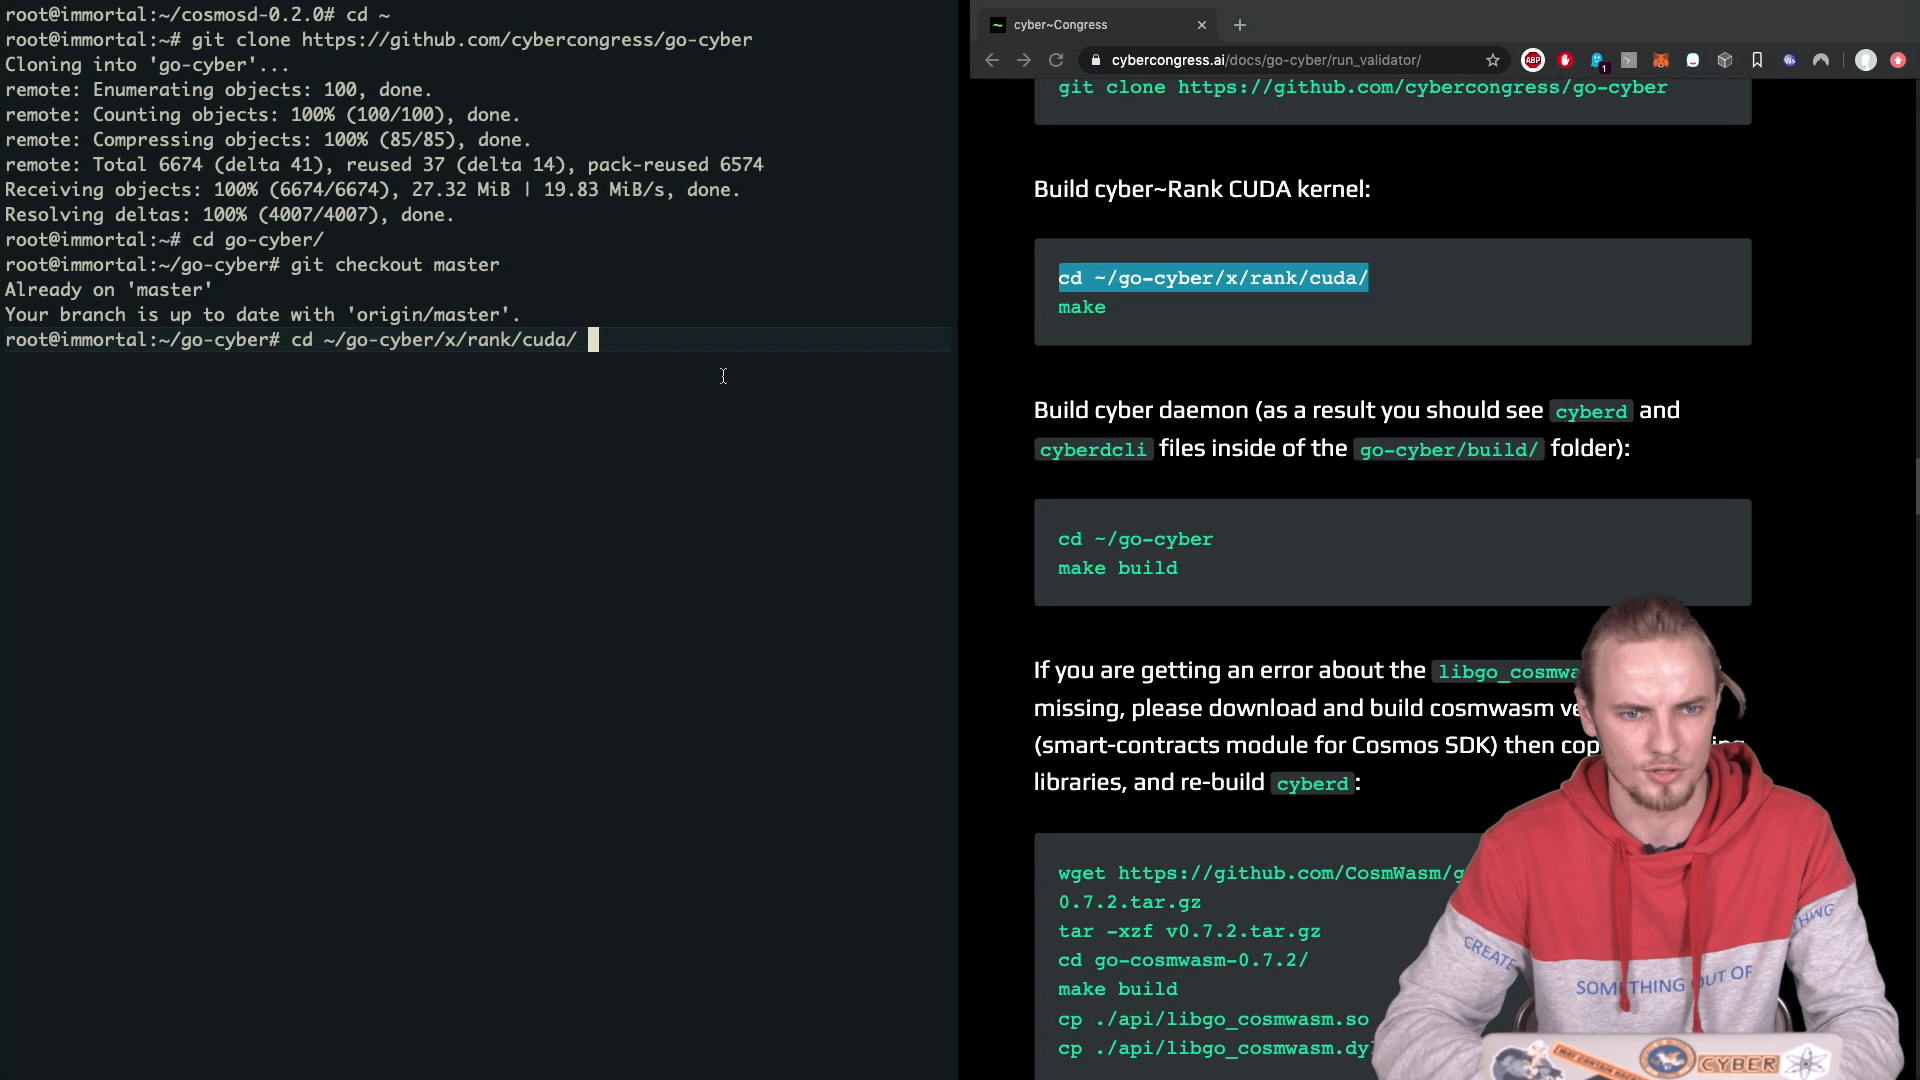 root@immortal:~/cosmosd-0.2.0# cd ~
root@immortal:~# git clone https://github.com/cybercongress/go-cyber
Cloning into 'go-cyber'...
remote: Enumerating objects: 100, done.
remote: Counting objects: 100% (100/100), done.
remote: Compressing objects: 100% (85/85), done.
remote: Total 6674 (delta 41), reused 37 (delta 14), pack-reused 6574
Receiving objects: 100% (6674/6674), 27.32 MiB | 19.83 MiB/s, done.
Resolving deltas: 100% (4007/4007), done.
root@immortal:~# cd go-cyber/
root@immortal:~/go-cyber# git checkout master
Already on 'master'
Your branch is up to date with 'origin/master'.
root@immortal:~/go-cyber# cd ~/go-cyber/x/rank/cuda/
cyber~Congress
cybercongress.ai/docs/go-cyber/run_validator/
ABP
1
git clone https://github.com/cybercongress/go-cyber
Build cyber~Rank CUDA kernel:
cd ~/go-cyber/x/rank/cuda/
make
Build cyber daemon (as a result you should see cyberd and
cyberdcli files inside of the go-cyber/build/ folder):
cd ~/go-cyber
make build
If you are getting an error about the
missing, please download and build cosmwasm
(smart-contracts module for Cosmos SDK) then
libraries, and re-build cyberd:
wget https://github.com/CosmWasm/g
0.7.2.tar.gz
tar -xzf v0.7.2.tar.gz
cd go-cosmwasm-0.7.2/
make build
cp ./api/libgo_cosmwasm.so
cp ./api/libgo_cosmwasm.dy
CREATE
SOMETHING OUT OF
CYBER